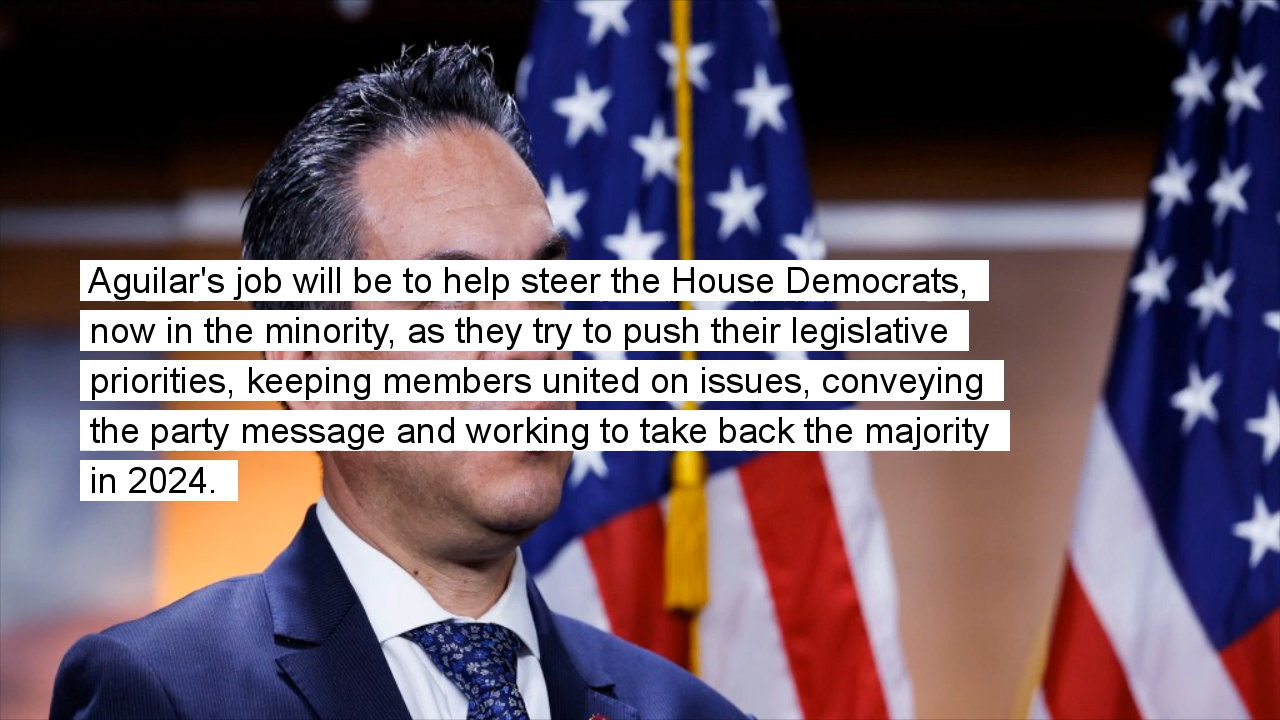 Aguilar's job will be to help steer the House Democrats,
now in the minority, as they try to push their legislative
priorities, keeping members united on issues, conveying
the party message and working to take back the majority
in 2024.